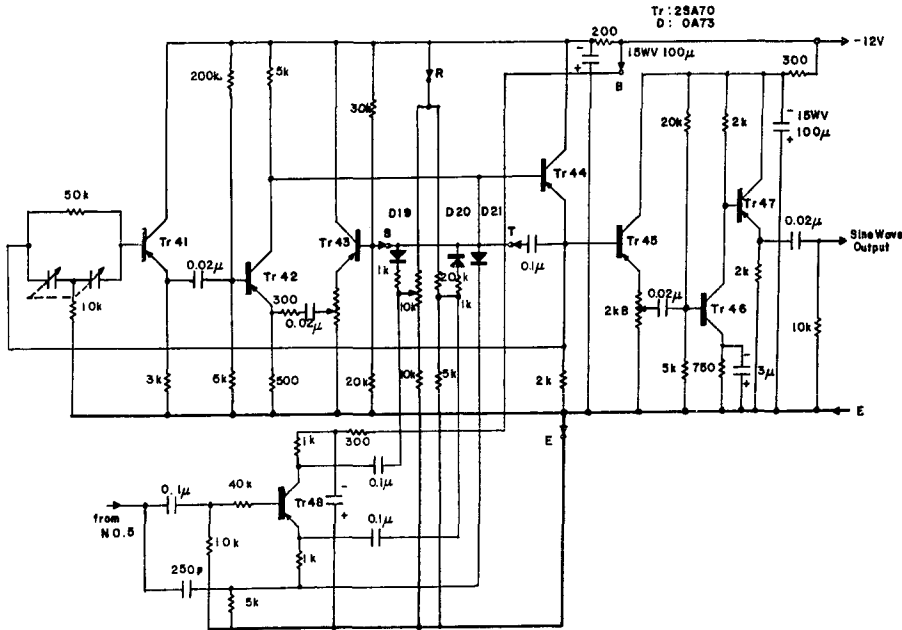 Tr : 2SA70
D : OA73
200
-12V
15WV 100μ
300
B
R
200k
5k
30k
20k
2k
15WV
100μ
50k
Tr 44
Tr 41
D19
D20
D21
Tr 47
0.02μ
Tr 43
S
T
Tr 45
0.02μ
Sine Wave
Output
Tr 42
1k
20k
0.1μ
10k
300
0.02μ
10k
1k
2kB
0.02μ
Tr 46
2k
10k
3k
6k
500
20k
10k
5k
2k
5k
750
3μ
E
1k
300
E
0.1μ
0.1μ
40k
Tr 48
0.1μ
from
NO.5
10k
1k
250p
5k